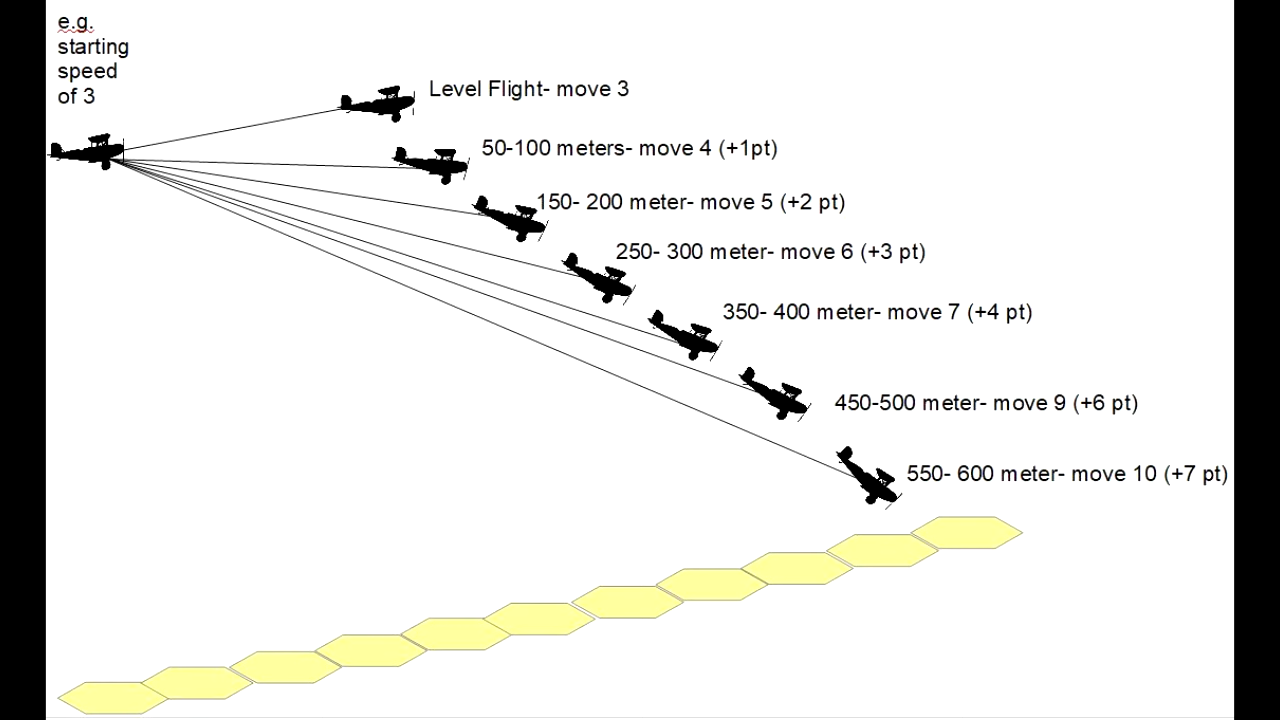 e.g.
starting
speed
of 3
Level Flight- move 3
50-100 meters- move 4 (+1pt)
150- 200 meter- move 5 (+2 pt)
250- 300 meter- move 6 (+3 pt)
350- 400 meter- move 7 (+4 pt)
450-500 meter- move 9 (+6 pt)
550- 600 meter- move 10 (+7 pt)